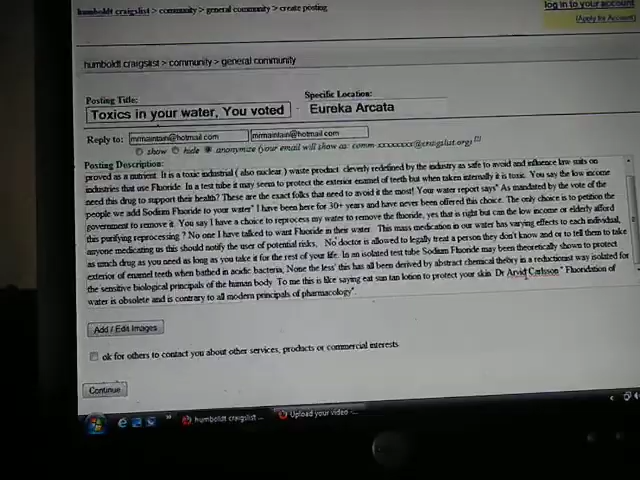 humboldt craigslist > community > general community > create posting
log in to your account
(Apply for Account)
humboldt craigslist > community > general community
Posting Title:
Specific Location:
Toxics in your water, You voted
Eureka Arcata
Reply to:
mrmaintain@hotmail.com
mrmaintain@hotmail.com
show hide anonymize (your email will show as: comm-xxxxxxxx@craigslist.org) [?]
Posting Description:
proved as a nutrient. It is a toxic industrial ( also nuclear ) waste product cleverly redefined by the industry as safe to avoid and influence law suits on
industries that use Fluoride. In a test tube it may seem to protect the exterior enamel of teeth but when taken internally it is toxic. You say the low income
need this drug to support their health? These are the exact folks that need to avoid it the most! Your water report says" As mandated by the vote of the
people we add Sodium Fluoride to your water" I have been here for 30+ years and have never been offered this choice. The only choice is to petition the
government to remove it. You say I have a choice to reprocess my water to remove the fluoride, yes that is right but can the low income or elderly afford
this purifying reprocessing ? No one I have talked to want Fluoride in their water. This mass medication in our water has varying effects to each individual,
anyone medicating us this should notify the user of potential risks. No doctor is allowed to legally treat a person they don't know and or to tell them to take
as much drug as you need as long as you take it for the rest of your life. In an isolated test tube Sodium Fluoride may been theoretically shown to protect
exterior of enamel teeth when bathed in acidic bacteria, None the less' this has all been derived by abstract chemical theory in a reductionist way isolated for
the sensitive biological principals of the human body. To me this is like saying eat sun tan lotion to protect your skin. Dr Arvid Carlsson " Fluoridation of
water is obsolete and is contrary to all modern principals of pharmacology".
Add / Edit Images
ok for others to contact you about other services, products or commercial interests
Continue
humboldt craigslist ...
Upload your video -...